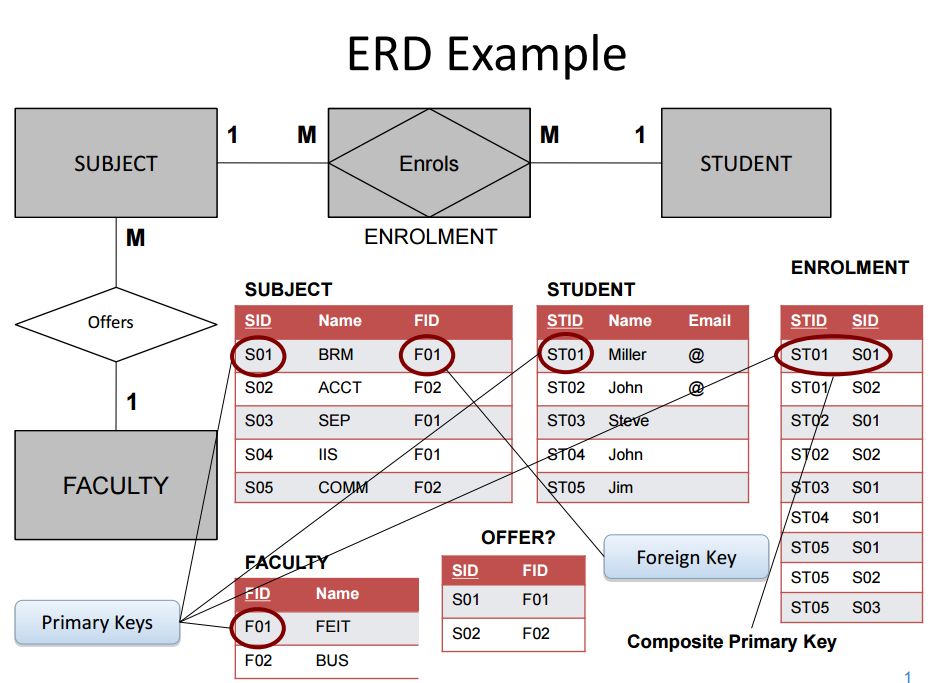 ERD Example
SUBJECT
1
M
Enrols
M
1
STUDENT
ENROLMENT
M
Offers
1
FACULTY
SUBJECT
SID Name FID
S01 BRM F01
S02 ACCT F02
S03 SEP F01
S04 IIS F01
S05 COMM F02
STUDENT
STID Name Email
ST01 Miller @
ST02 John @
ST03 Steve
ST04 John
ST05 Jim
ENROLMENT
STID SID
ST01 S01
ST01 S02
ST02 S01
ST02 S02
ST03 S01
ST04 S01
ST05 S01
ST05 S02
ST05 S03
FACULTY
FID Name
F01 FEIT
F02 BUS
OFFER?
SID FID
S01 F01
S02 F02
Foreign Key
Primary Keys
Composite Primary Key
1